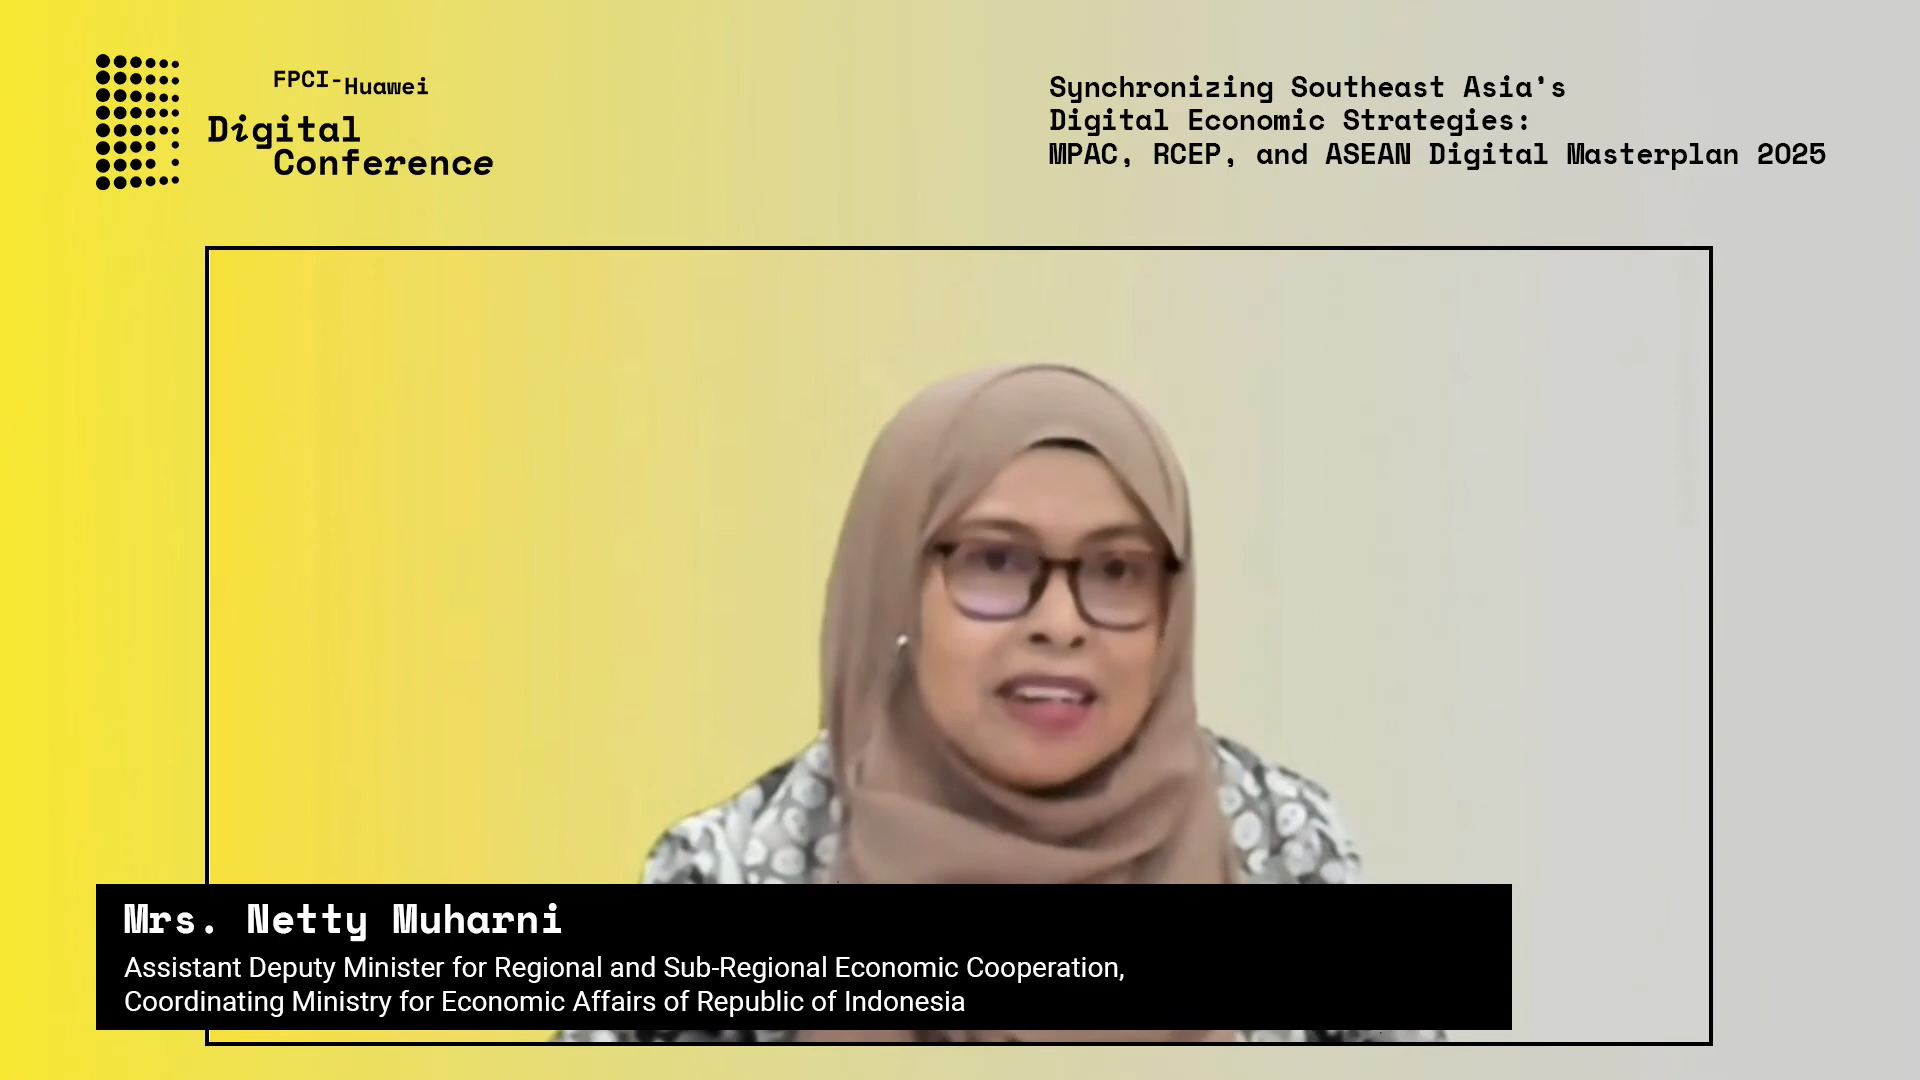 FPCI-Huawei
Digital
Conference
Synchronizing Southeast Asia's
Digital Economic Strategies:
MPAC, RCEP, and ASEAN Digital Masterplan 2025
Mrs. Netty Muharni
Assistant Deputy Minister for Regional and Sub-Regional Economic Cooperation,
Coordinating Ministry for Economic Affairs of Republic of Indonesia